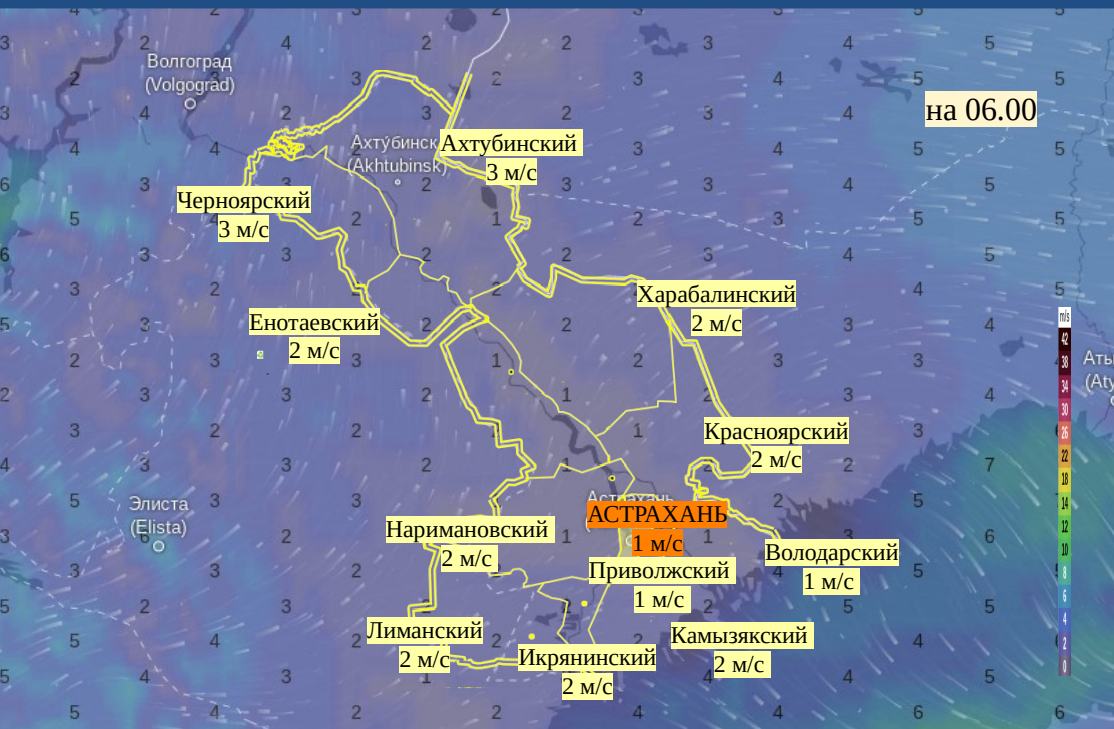 Волгоград
(Volgograd)
на 06.00
Ахтубинск
(Akhtubinsk)
Ахтубинский
3 м/с
Черноярский
3 м/с
Харабалинский
2 м/с
Енотаевский
2 м/с
m/s
42
38
34
30
26
22
18
14
12
10
8
6
4
2
0
Аты
(Aty
Красноярский
2 м/с
Элиста
(Elista)
Астрахань
АСТРАХАНЬ
1 м/с
Наримановский
2 м/с
Володарский
1 м/с
Приволжский
1 м/с
Лиманский
2 м/с
Камызякский
2 м/с
Икрянинский
2 м/с